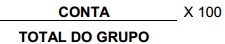 CONTA X 100
TOTAL DO GRUPO